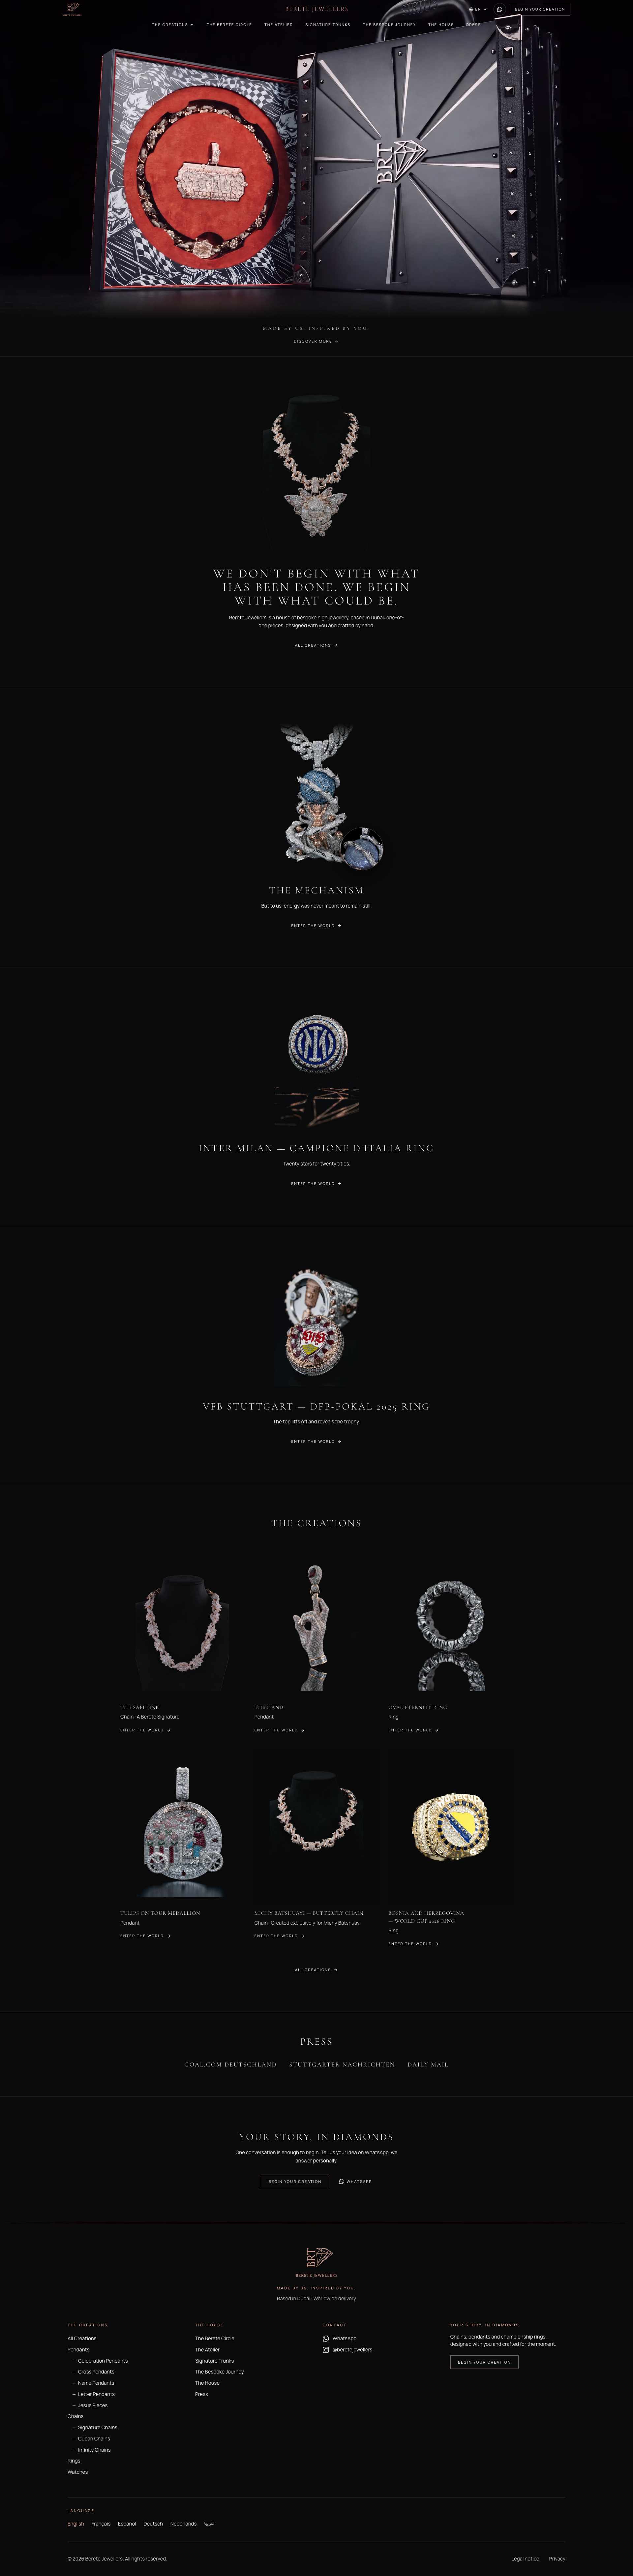 BERETE JEWELLERS
EN
BEGIN YOUR CREATION
THE CREATIONS
THE BERETE CIRCLE
THE ATELIER
SIGNATURE TRUNKS
THE BESPOKE JOURNEY
THE HOUSE
PRESS
BRT
MADE BY US. INSPIRED BY YOU.
DISCOVER MORE →
WE DON'T BEGIN WITH WHAT
HAS BEEN DONE. WE BEGIN
WITH WHAT COULD BE.
Berete Jewellers is a house of bespoke high jewellery, based in Dubai: one-of-
one pieces, designed with you and crafted by hand.
ALL CREATIONS →
THE MECHANISM
But to us, energy was never meant to remain still.
ENTER THE WORLD →
INTER MILAN — CAMPIONE D'ITALIA RING
Twenty stars for twenty titles.
ENTER THE WORLD →
VFB STUTTGART — DFB-POKAL 2025 RING
The top lifts off and reveals the trophy.
ENTER THE WORLD →
THE CREATIONS
THE SAFI LINK
Chain · A Berete Signature
ENTER THE WORLD →
THE HAND
Pendant
ENTER THE WORLD →
OVAL ETERNITY RING
Ring
ENTER THE WORLD →
TULIPS ON TOUR MEDALLION
Pendant
ENTER THE WORLD →
MICHY BATSHUAYI — BUTTERFLY CHAIN
Chain · Created exclusively for Michy Batshuayi
ENTER THE WORLD →
BOSNIA AND HERZEGOVINA
— WORLD CUP 2026 RING
Ring
ENTER THE WORLD →
ALL CREATIONS →
PRESS
GOAL.COM DEUTSCHLAND
STUTTGARTER NACHRICHTEN
DAILY MAIL
YOUR STORY, IN DIAMONDS
One conversation is enough to begin. Tell us your idea on WhatsApp, we
answer personally.
BEGIN YOUR CREATION
WHATSAPP
BRT
BERETE JEWELLERS
MADE BY US. INSPIRED BY YOU.
Based in Dubai · Worldwide delivery
THE CREATIONS
All Creations
Pendants
— Celebration Pendants
— Cross Pendants
— Name Pendants
— Letter Pendants
— Jesus Pieces
Chains
— Signature Chains
— Cuban Chains
— Infinity Chains
Rings
Watches
THE HOUSE
The Berete Circle
The Atelier
Signature Trunks
The Bespoke Journey
The House
Press
CONTACT
WhatsApp
@beretejewellers
YOUR STORY, IN DIAMONDS
Chains, pendants and championship rings,
designed with you and crafted for the moment.
BEGIN YOUR CREATION
LANGUAGE
English
Français
Español
Deutsch
Nederlands
العربية
© 2026 Berete Jewellers. All rights reserved.
Legal notice
Privacy